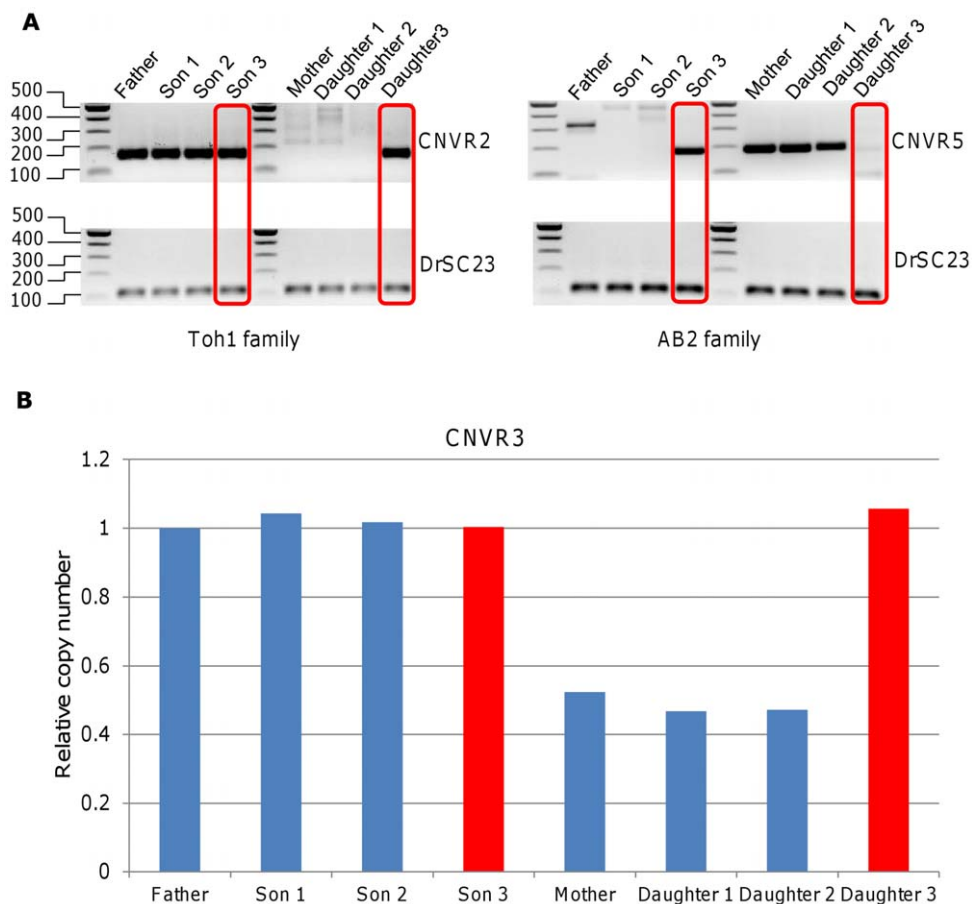 A
Father Son 1 Son 2 Son 3 Mother Daughter 1 Daughter 2 Daughter3
500
400
300
200
100
CNVR2
500
400
300
200
100
DrSC23
Toh1 family
Father Son 1 Son 2 Son 3 Mother Daughter 1 Daughter 2 Daughter 3
CNVR5
DrSC23
AB2 family
B
CNVR3
Relative copy number
1.2
1
0.8
0.6
0.4
0.2
0
Father Son 1 Son 2 Son 3 Mother Daughter 1 Daughter 2 Daughter 3